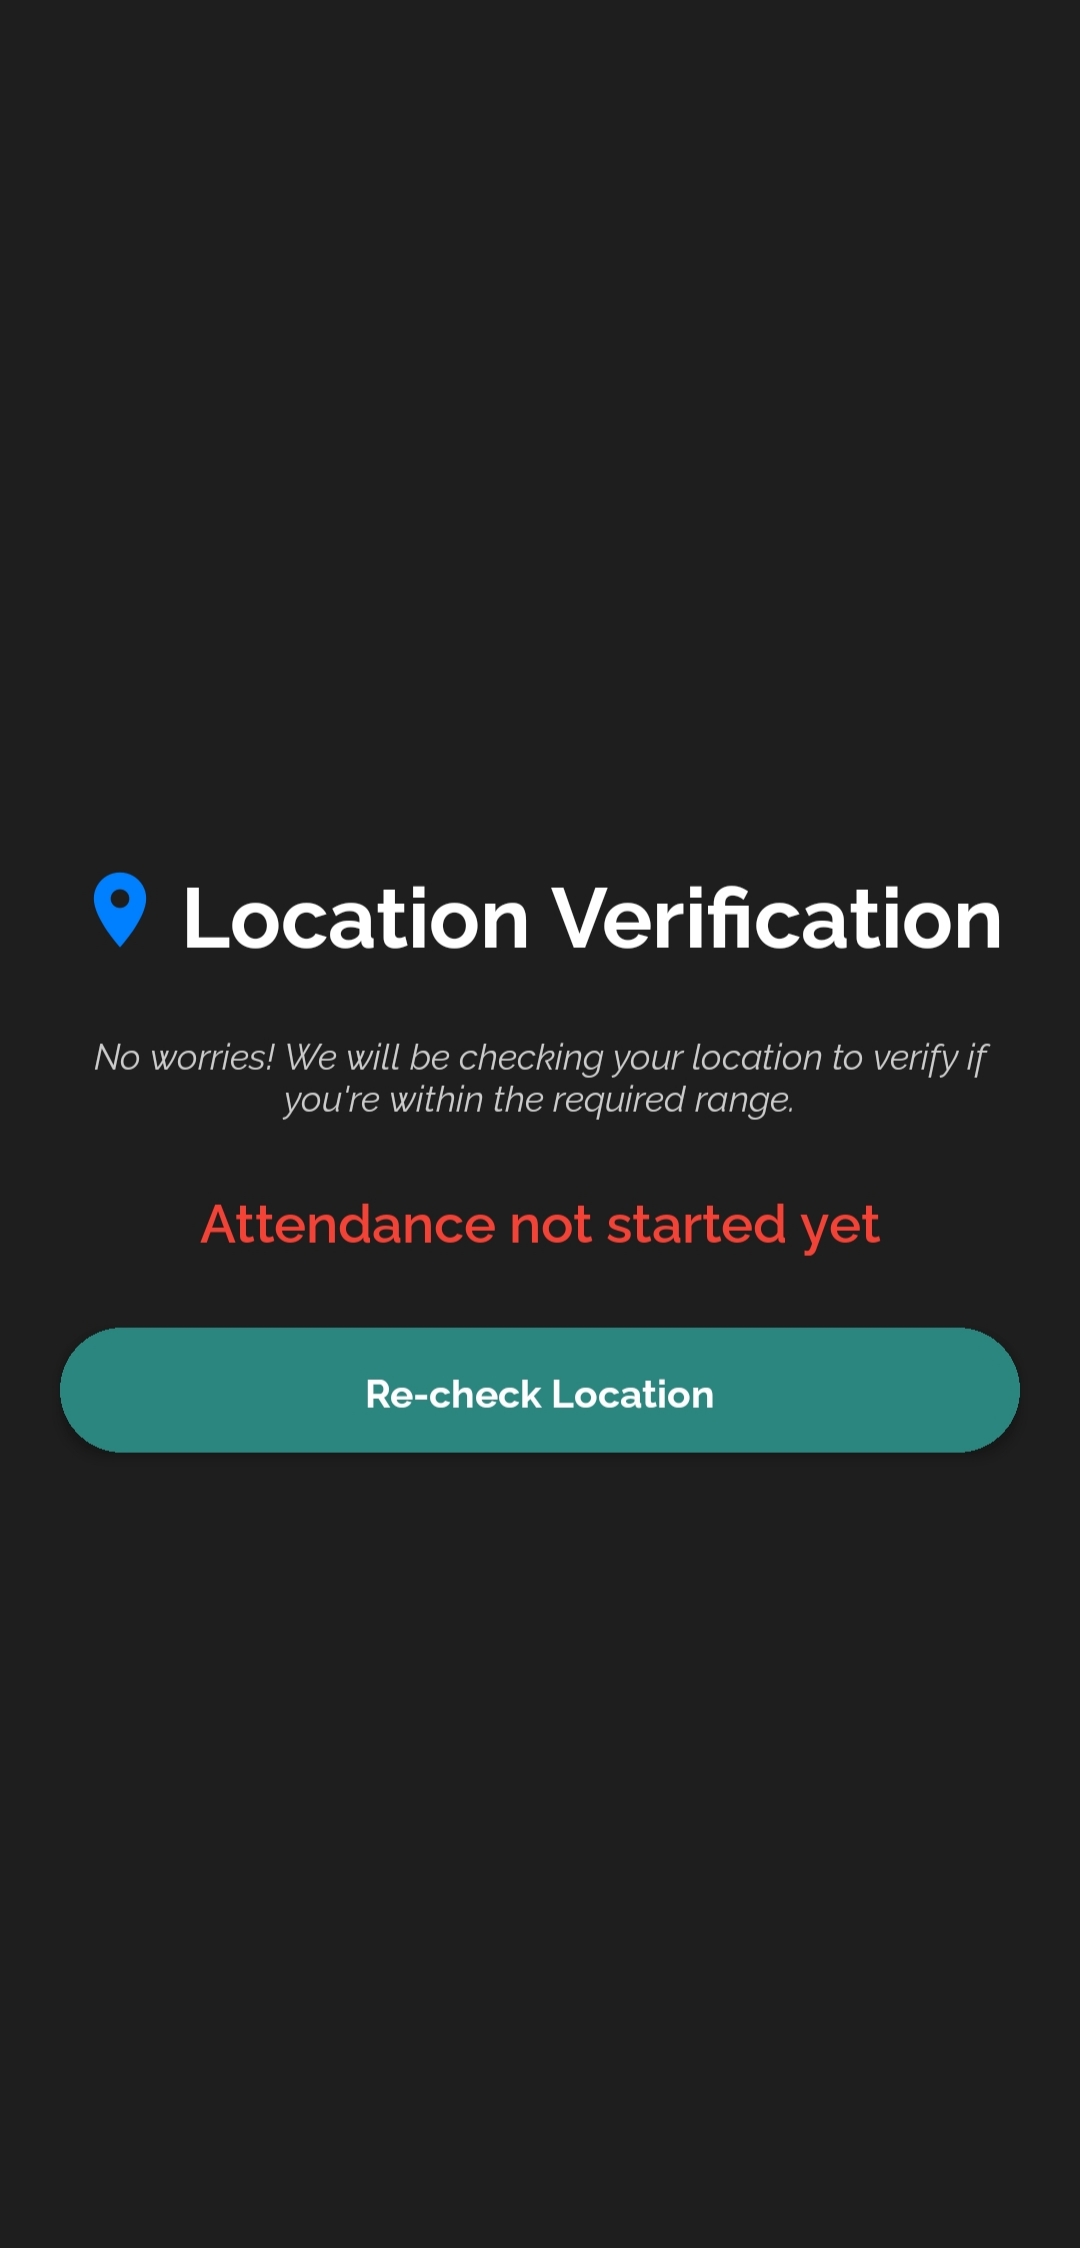 Location Verification
No worries! We will be checking your location to verify if
you're within the required range.
Attendance not started yet
Re-check Location